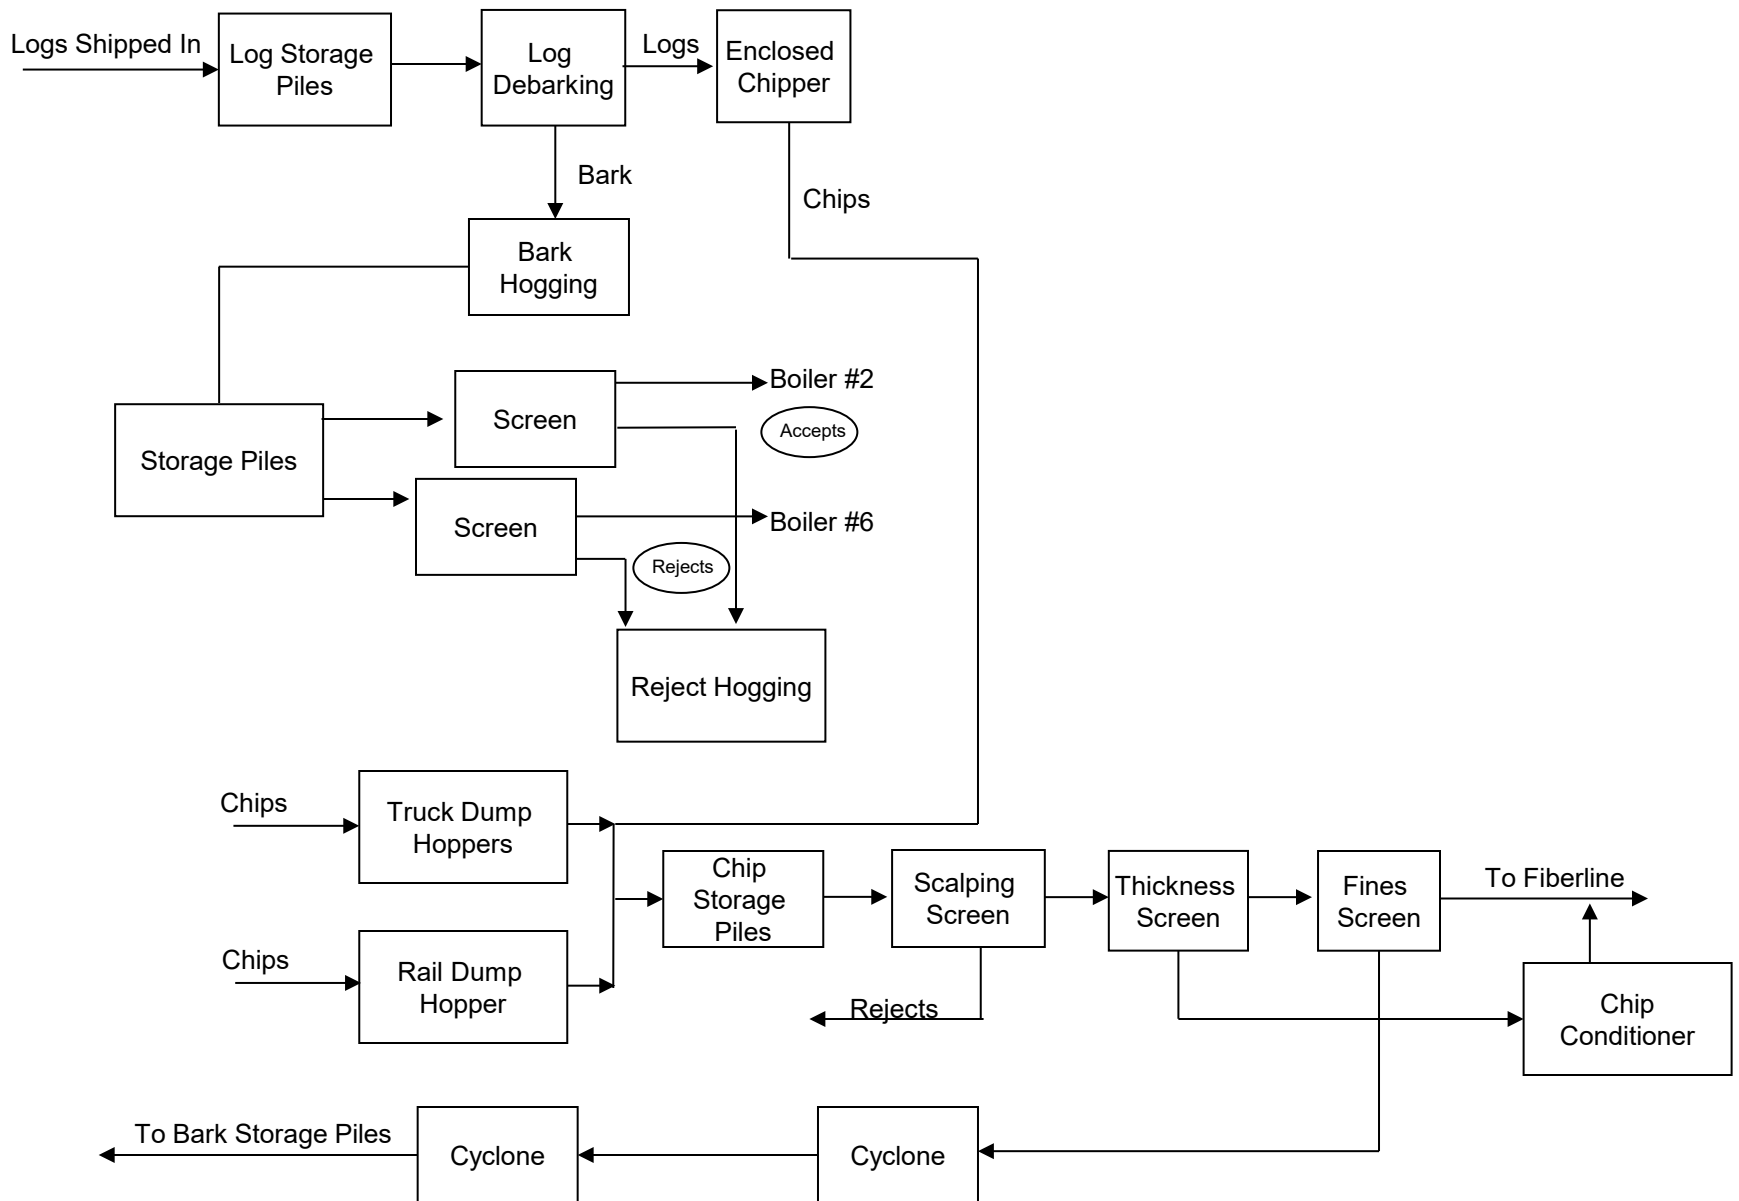 Logs Shipped In
Log Storage
Piles
Log
Debarking
Logs
Enclosed
Chipper
Bark
Chips
Bark
Hogging
Storage Piles
Screen
Boiler #2
Accepts
Screen
Boiler #6
Rejects
Reject Hogging
Chips
Truck Dump
Hoppers
Chips
Rail Dump
Hopper
Chip
Storage
Piles
Scalping
Screen
Rejects
Thickness
Screen
Fines
Screen
To Fiberline
Chip
Conditioner
To Bark Storage Piles
Cyclone
Cyclone